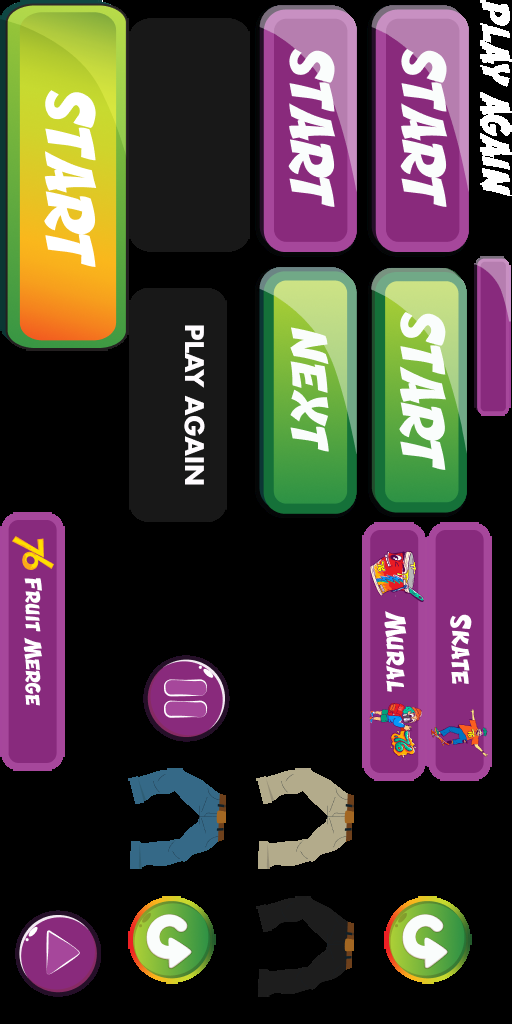 PLAY AGAIN
START
START
START
START
NEXT
PLAY AGAIN
SKATE
MURAL
76 FRUIT MERGE